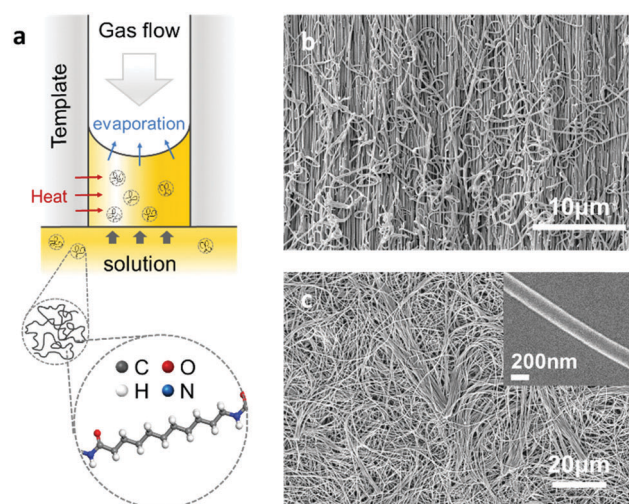 a
Gas flow
Template
evaporation
Heat
solution
C
O
H
N
b
10μm
c
200nm
20μm